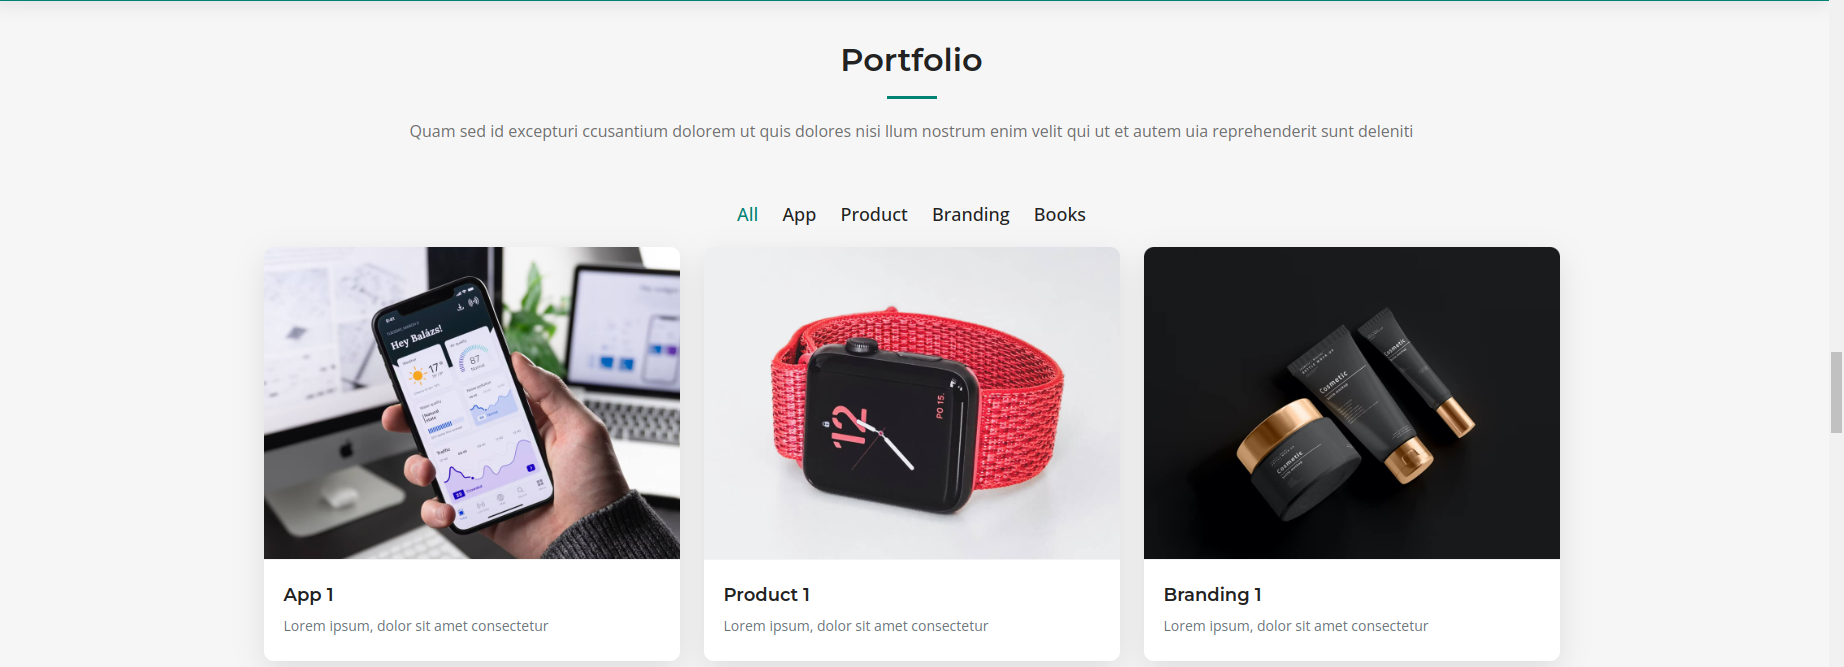 Portfolio
Quam sed id excepturi ccusantium dolorem ut quis dolores nisi llum nostrum enim velit qui ut et autem uia reprehenderit sunt deleniti
All App Product Branding Books
Hey Balázs!
17°
87
12
PO 15.
Cosmetic
Cosmetic
Cosmetic
App 1
Lorem ipsum, dolor sit amet consectetur
Product 1
Lorem ipsum, dolor sit amet consectetur
Branding 1
Lorem ipsum, dolor sit amet consectetur